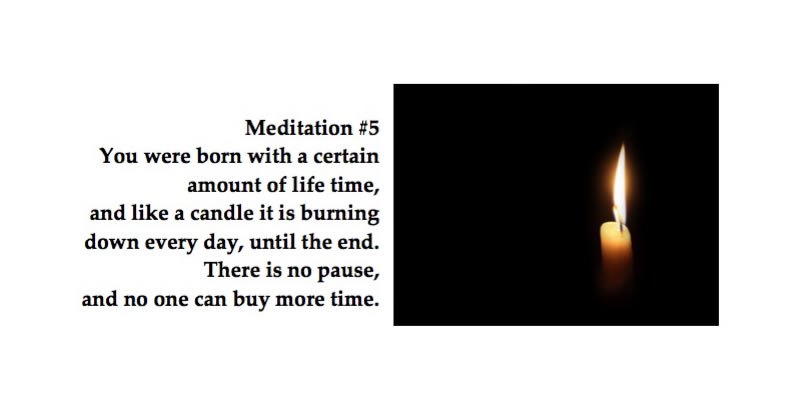 Meditation #5
You were born with a certain
amount of life time,
and like a candle it is burning
down every day, until the end.
There is no pause,
and no one can buy more time.